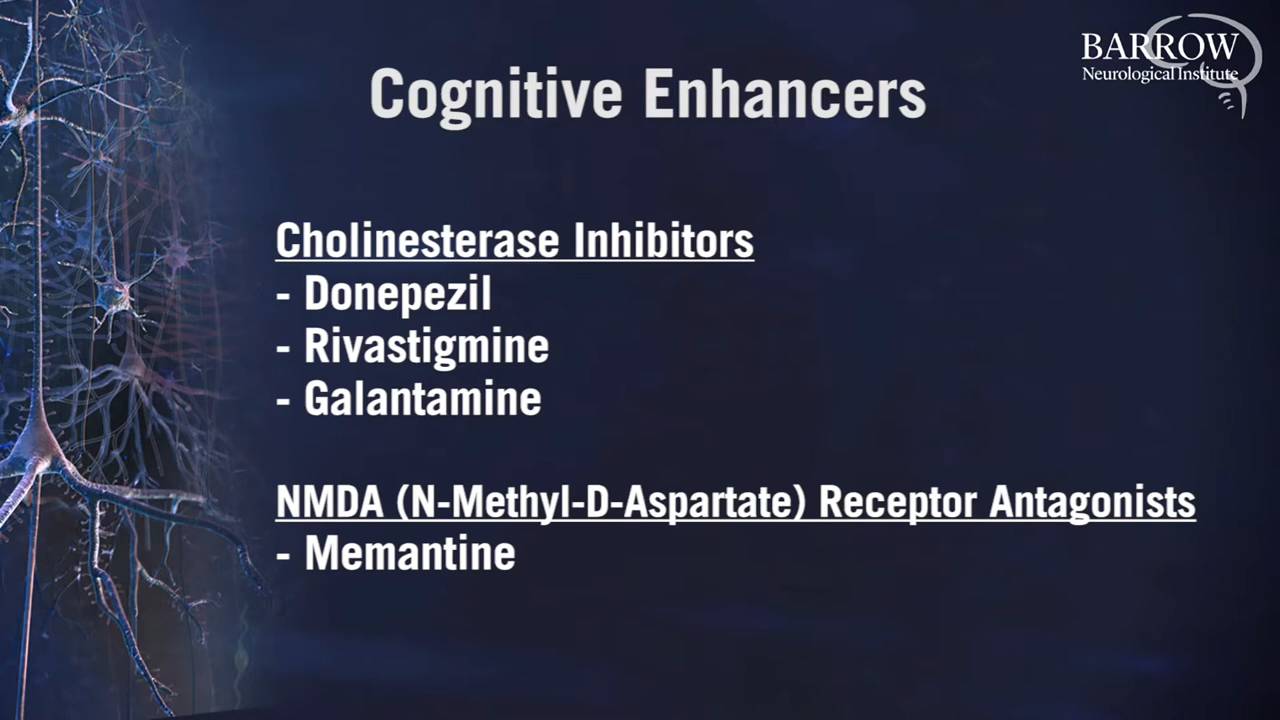 BARROW
Neurological Institute
Cognitive Enhancers
Cholinesterase Inhibitors
- Donepezil
- Rivastigmine
- Galantamine
NMDA (N-Methyl-D-Aspartate) Receptor Antagonists
- Memantine